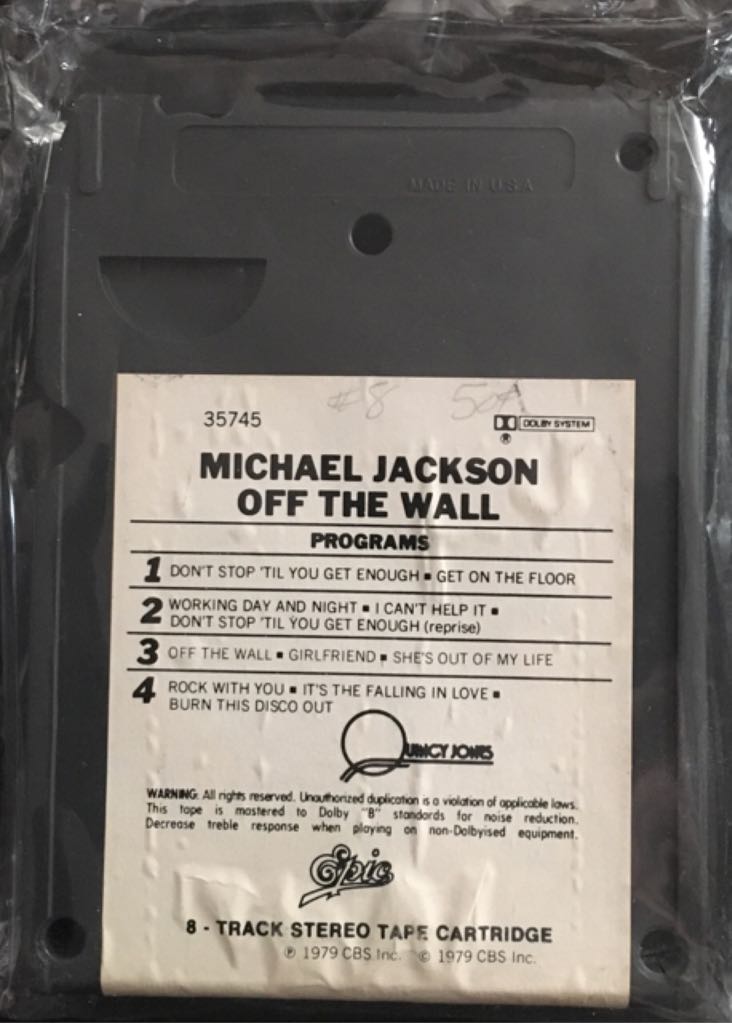 MADE IN U.S.A
#8 50¢
35745
DOLBY SYSTEM
®
MICHAEL JACKSON
OFF THE WALL
PROGRAMS
1 DON'T STOP 'TIL YOU GET ENOUGH ▪ GET ON THE FLOOR
2 WORKING DAY AND NIGHT ▪ I CAN'T HELP IT ▪
DON'T STOP 'TIL YOU GET ENOUGH (reprise)
3 OFF THE WALL ▪ GIRLFRIEND ▪ SHE'S OUT OF MY LIFE
4 ROCK WITH YOU ▪ IT'S THE FALLING IN LOVE ▪
BURN THIS DISCO OUT
QUINCY JONES
WARNING: All rights reserved. Unauthorized duplication is a violation of applicable laws.
This tape is mastered to Dolby "B" standards for noise reduction.
Decrease treble response when playing on non-Dolbyised equipment.
Epic
8 - TRACK STEREO TAPE CARTRIDGE
℗ 1979 CBS Inc. © 1979 CBS Inc.